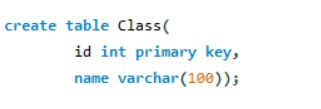 create table Class(
id int primary key,
name varchar(100));